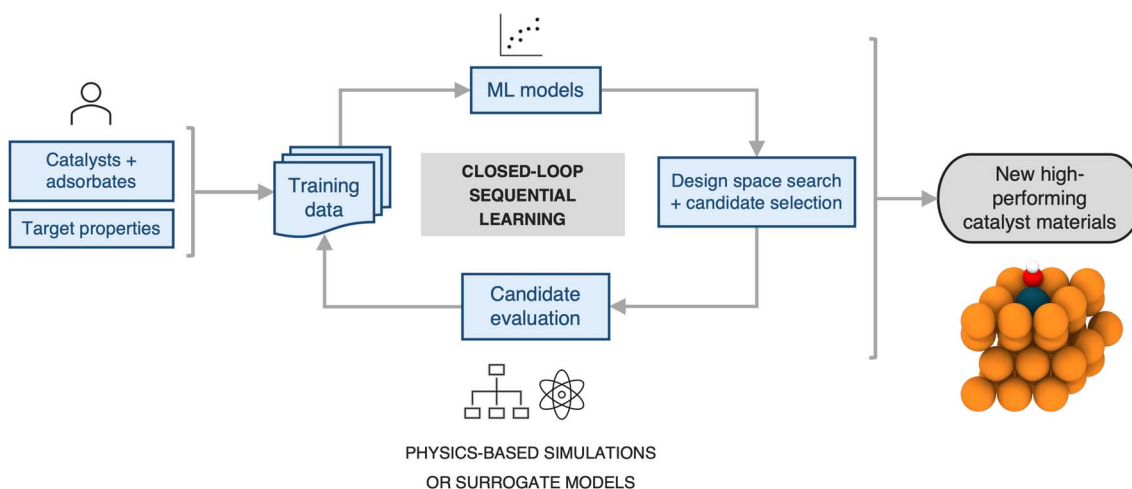 ML models
Catalysts +
adsorbates
Target properties
Training
data
CLOSED-LOOP
SEQUENTIAL
LEARNING
Design space search
+ candidate selection
New high-
performing
catalyst materials
Candidate
evaluation
PHYSICS-BASED SIMULATIONS
OR SURROGATE MODELS